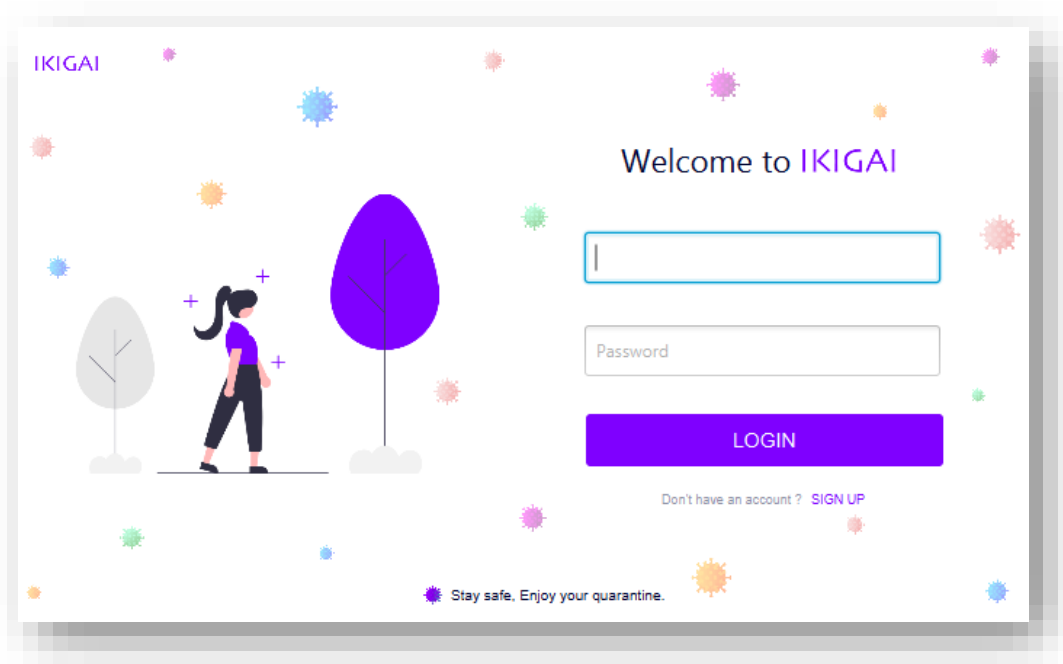 IKIGAI
Welcome to IKIGAI
Password
LOGIN
Don't have an account ? SIGN UP
Stay safe, Enjoy your quarantine.